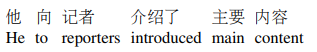 他 向 记者 介绍了 主要 内容
He to reporters introduced main content